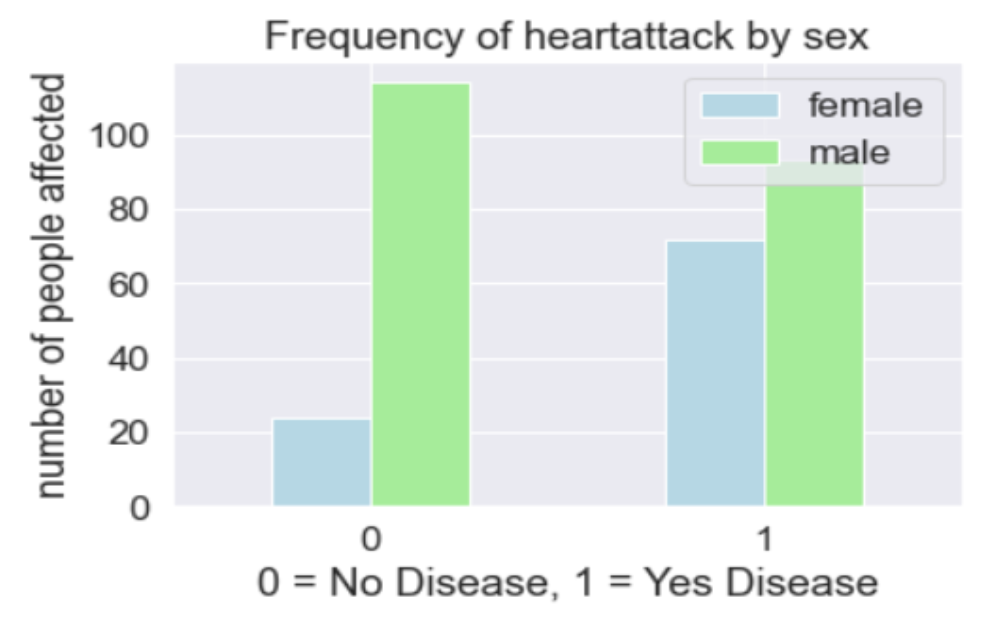 Frequency of heartattack by sex
number of people affected
100
80
60
40
20
0
female
male
0
1
0 = No Disease, 1 = Yes Disease